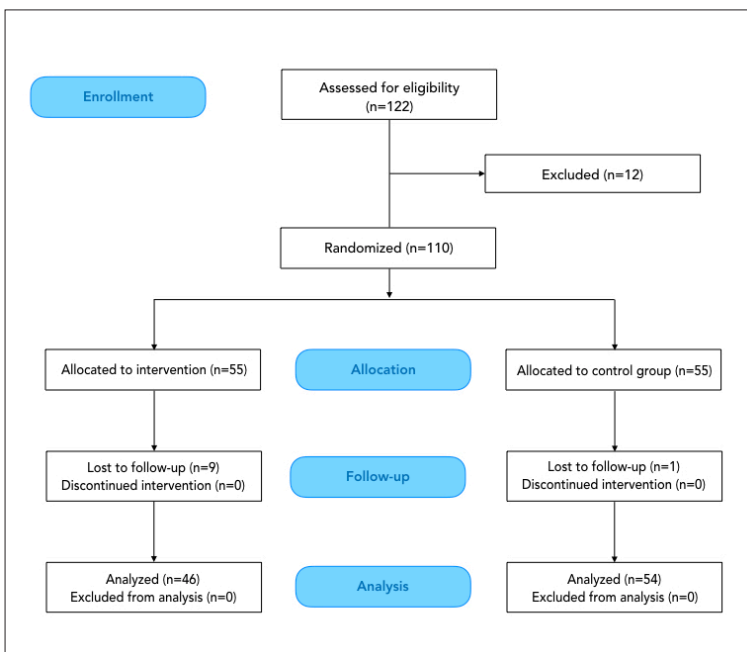 Enrollment
Assessed for eligibility
(n=122)
Excluded (n=12)
Randomized (n=110)
Allocated to intervention (n=55)
Allocation
Allocated to control group (n=55)
Lost to follow-up (n=9)
Discontinued intervention (n=0)
Follow-up
Lost to follow-up (n=1)
Discontinued intervention (n=0)
Analyzed (n=46)
Excluded from analysis (n=0)
Analysis
Analyzed (n=54)
Excluded from analysis (n=0)